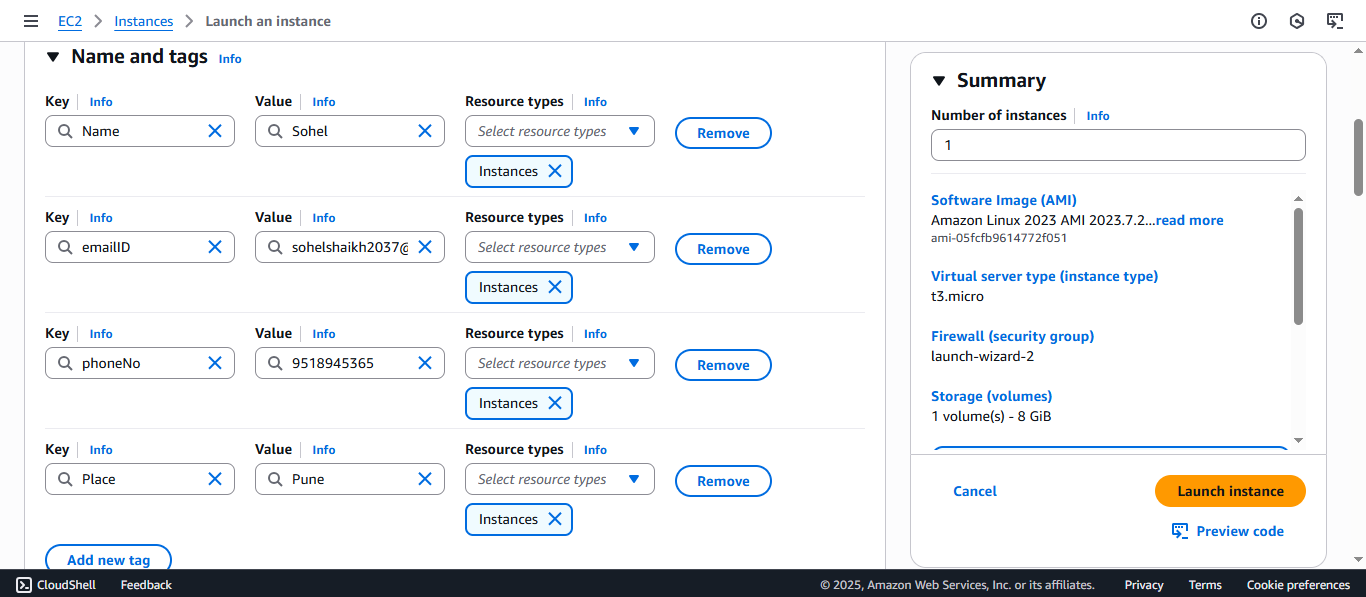 EC2 > Instances > Launch an instance
Name and tags Info
Key Info Value Info Resource types Info
Name Sohel Select resource types Remove
Instances
Key Info Value Info Resource types Info
emailID sohelshaikh2037@ Select resource types Remove
Instances
Key Info Value Info Resource types Info
phoneNo 9518945365 Select resource types Remove
Instances
Key Info Value Info Resource types Info
Place Pune Select resource types Remove
Instances
Add new tag
Summary
Number of instances Info
1
Software Image (AMI)
Amazon Linux 2023 AMI 2023.7.2...read more
ami-05fcfb9614772f051
Virtual server type (instance type)
t3.micro
Firewall (security group)
launch-wizard-2
Storage (volumes)
1 volume(s) - 8 GiB
Cancel Launch instance
Preview code
CloudShell Feedback © 2025, Amazon Web Services, Inc. or its affiliates. Privacy Terms Cookie preferences